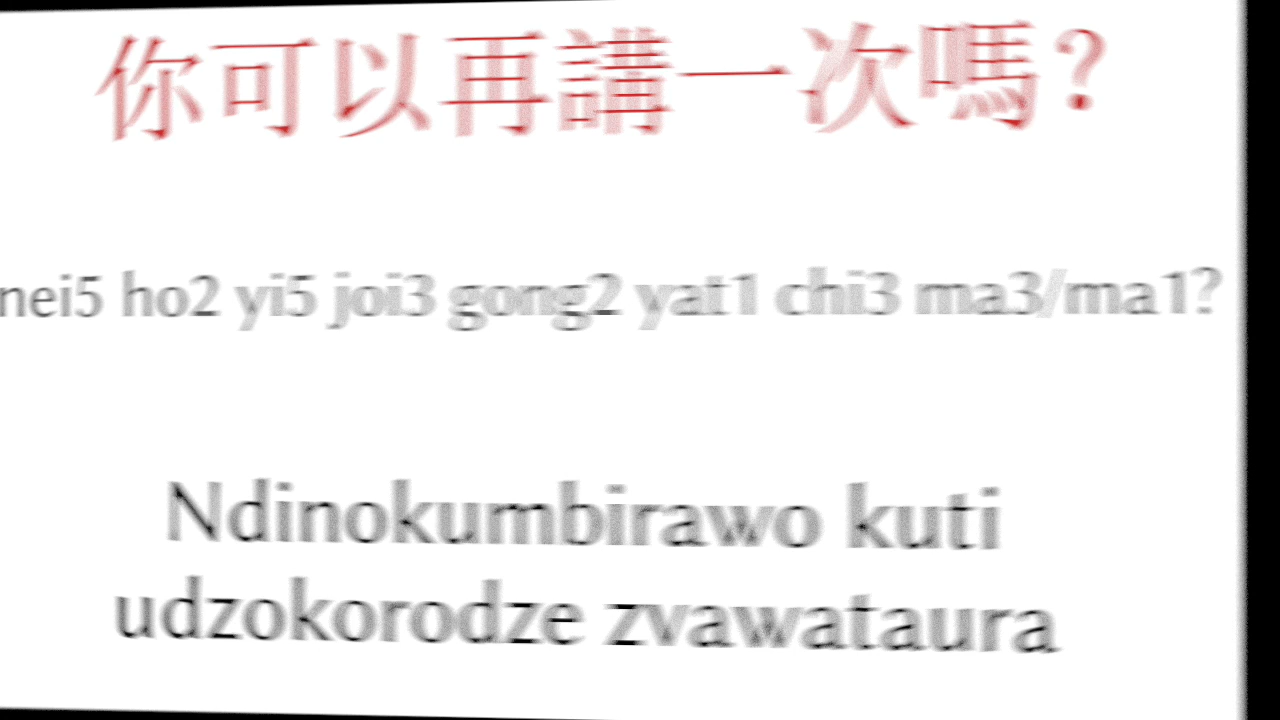 你可以再講一次嗎？
nei5 ho2 yi5 joi3 gong2 yat1 chi3 ma3/ma1?
Ndinokumbirawo kuti
udzokorodze zvawataura